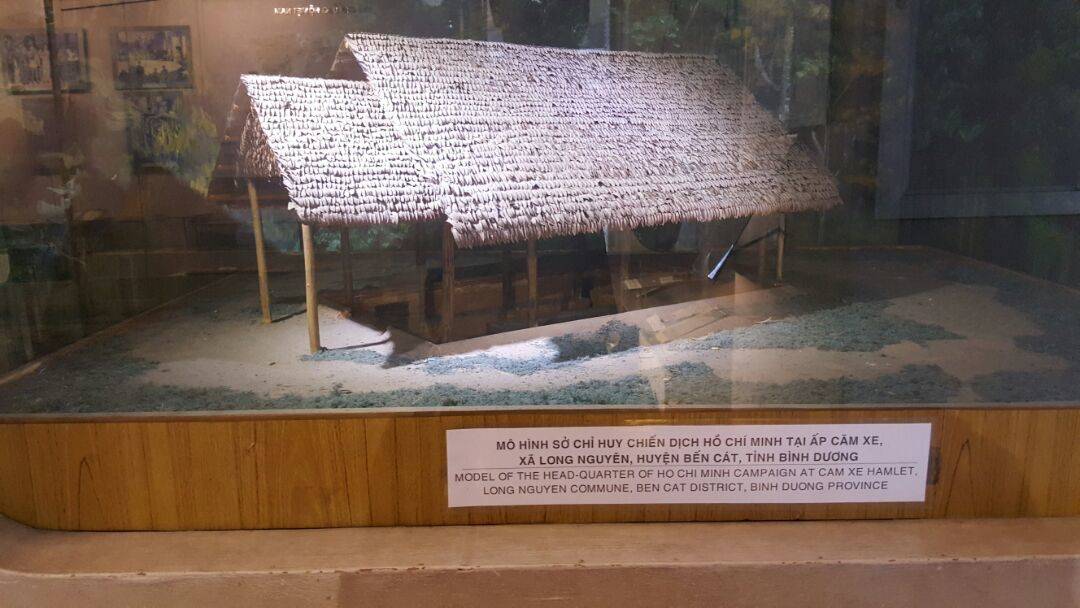 MÔ HÌNH SỞ CHỈ HUY CHIẾN DỊCH HỒ CHÍ MINH TẠI ẤP CĂM XE,
XÃ LONG NGUYÊN, HUYỆN BẾN CÁT, TỈNH BÌNH DƯƠNG
MODEL OF THE HEAD-QUARTER OF HO CHI MINH CAMPAIGN AT CAM XE HAMLET,
LONG NGUYEN COMMUNE, BEN CAT DISTRICT, BINH DUONG PROVINCE